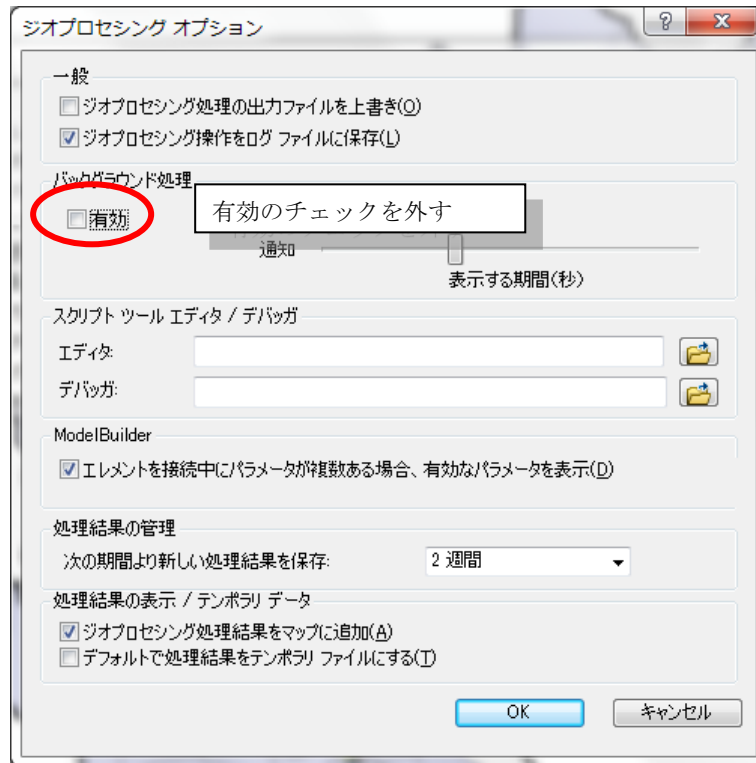 ジオプロセシング オプション
一般
ジオプロセシング処理の出力ファイルを上書き(O)
ジオプロセシング操作をログ ファイルに保存(L)
バックグラウンド処理
有効
有効のチェックを外す
通知
表示する期間(秒)
スクリプト ツール エディタ / デバッガ
エディタ:
デバッガ:
ModelBuilder
エレメントを接続中にパラメータが複数ある場合、有効なパラメータを表示(D)
処理結果の管理
次の期間より新しい処理結果を保存:
2 週間
処理結果の表示 / テンポラリ データ
ジオプロセシング処理結果をマップに追加(A)
デフォルトで処理結果をテンポラリ ファイルにする(T)
OK
キャンセル